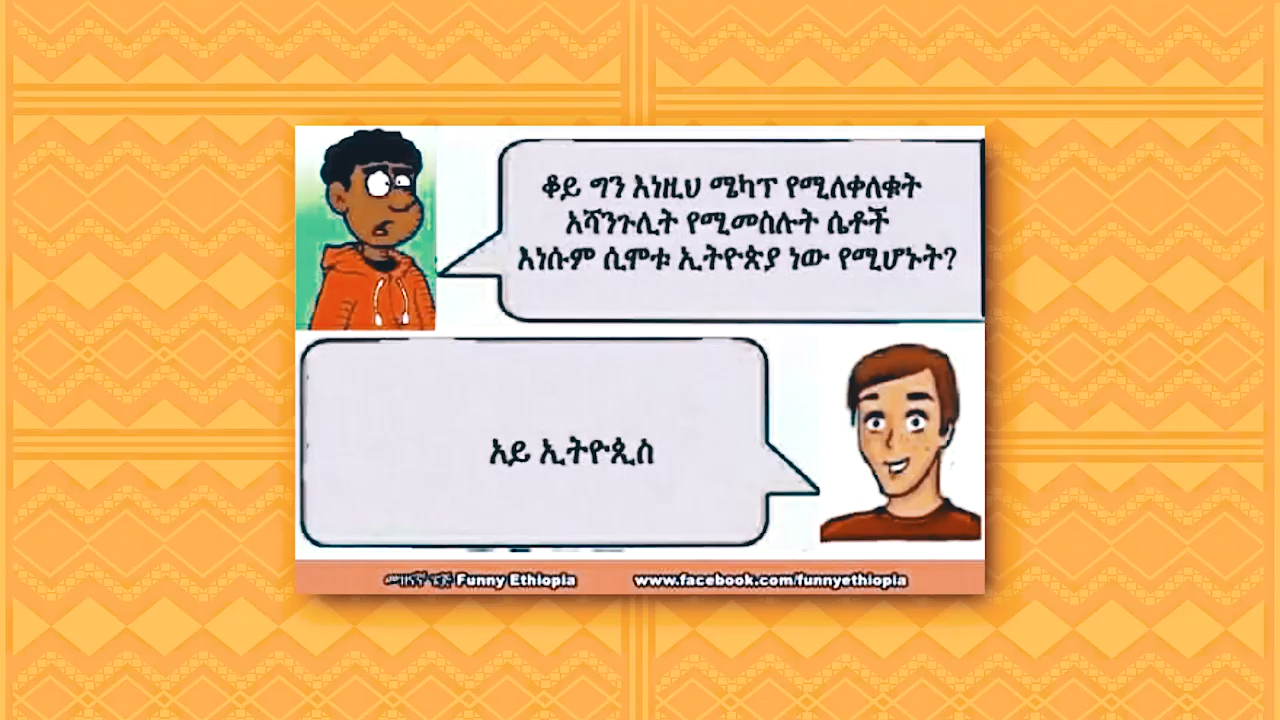 ቆይ ግን እነዚህ ሜካፕ የሚለቀለቁት
አሻንጉሊት የሚመስሉት ሴቶች
እነሱም ሲሞቱ ኢትዮጵያ ነው የሚሆኑት?
አይ ኢትዮጲስ
Funny Ethiopia www.facebook.com/funnyethiopia